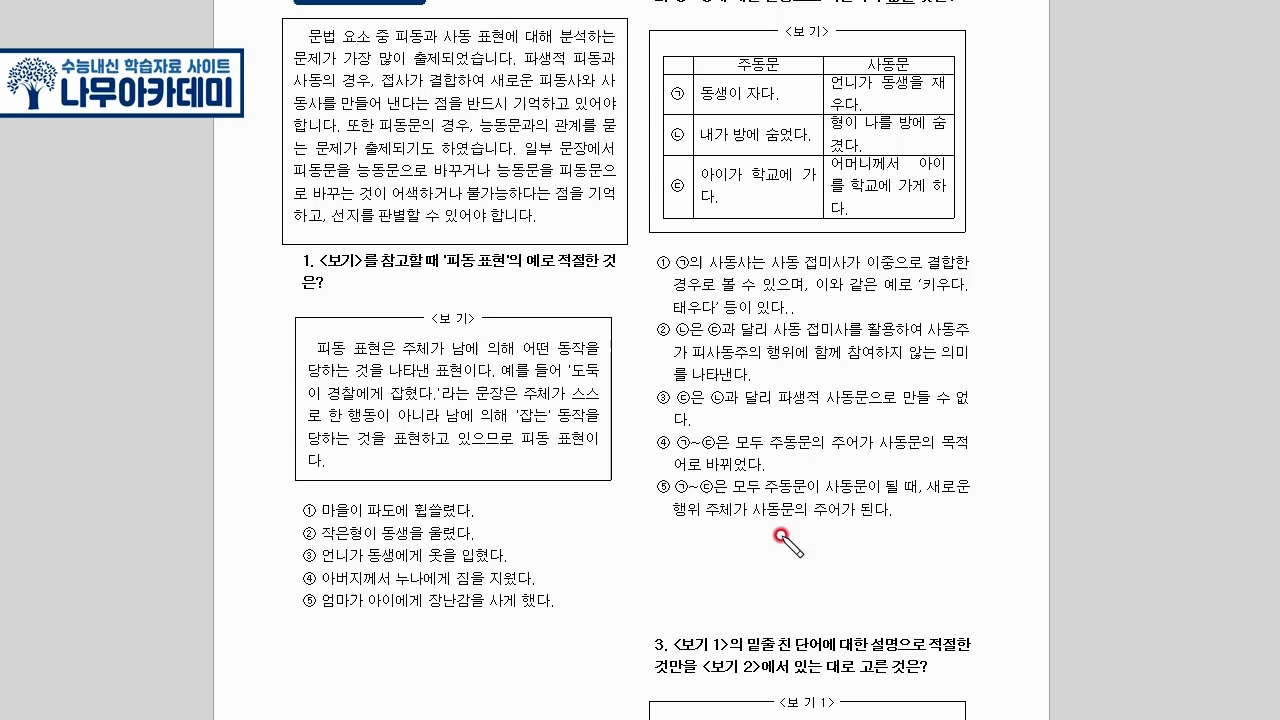 수능내신 학습자료 사이트
나무아카데미
문법 요소 중 피동과 사동 표현에 대해 분석하는
문제가 가장 많이 출제되었습니다. 파생적 피동과
사동의 경우, 접사가 결합하여 새로운 피동사와 사
동사를 만들어 낸다는 점을 반드시 기억하고 있어야
합니다. 또한 피동문의 경우, 능동문과의 관계를 묻
는 문제가 출제되기도 하였습니다. 일부 문장에서
피동문을 능동문으로 바꾸거나 능동문을 피동문으
로 바꾸는 것이 어색하거나 불가능하다는 점을 기억
하고, 선지를 판별할 수 있어야 합니다.
1. <보기>를 참고할 때 '피동 표현'의 예로 적절한 것
은?
<보 기>
피동 표현은 주체가 남에 의해 어떤 동작을
당하는 것을 나타낸 표현이다. 예를 들어 '도둑
이 경찰에게 잡혔다.'라는 문장은 주체가 스스
로 한 행동이 아니라 남에 의해 '잡는' 동작을
당하는 것을 표현하고 있으므로 피동 표현이
다.
① 마을이 파도에 휩쓸렸다.
② 작은형이 동생을 울렸다.
③ 언니가 동생에게 옷을 입혔다.
④ 아버지께서 누나에게 짐을 지웠다.
⑤ 엄마가 아이에게 장난감을 사게 했다.
<보 기>
주동문 사동문
㉠ 동생이 자다. 언니가 동생을 재
우다.
㉡ 내가 방에 숨었다. 형이 나를 방에 숨
겼다.
㉢ 아이가 학교에 가
다. 어머니께서 아이
를 학교에 가게 하
다.
① ㉠의 사동사는 사동 접미사가 이중으로 결합한
경우로 볼 수 있으며, 이와 같은 예로 '키우다,
태우다' 등이 있다..
② ㉡은 ㉢과 달리 사동 접미사를 활용하여 사동주
가 피사동주의 행위에 함께 참여하지 않는 의미
를 나타낸다.
③ ㉢은 ㉡과 달리 파생적 사동문으로 만들 수 없
다.
④ ㉠~㉢은 모두 주동문의 주어가 사동문의 목적
어로 바뀌었다.
⑤ ㉠~㉢은 모두 주동문이 사동문이 될 때, 새로운
행위 주체가 사동문의 주어가 된다.
3. <보기 1>의 밑줄 친 단어에 대한 설명으로 적절한
것만을 <보기 2>에서 있는 대로 고른 것은?
<보 기 1>